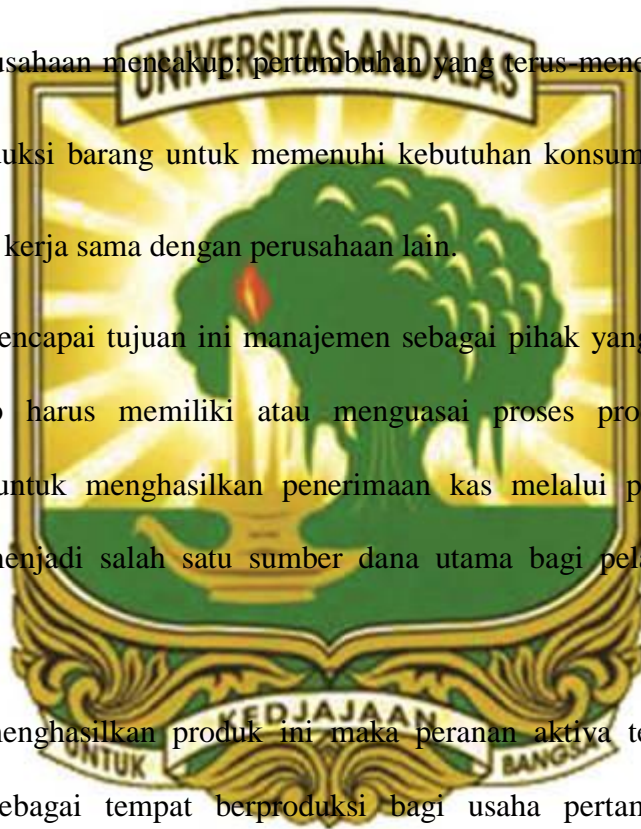 UNIVERSITAS ANDALAS
usahaan mencakup: pertumbuhan yang terus-mene
duksi barang untuk memenuhi kebutuhan konsum
kerja sama dengan perusahaan lain.
encapai tujuan ini manajemen sebagai pihak yang
harus memiliki atau menguasai proses pro
untuk menghasilkan penerimaan kas melalui p
menjadi salah satu sumber dana utama bagi pela
UNTUK KEDJAJAAN BANGSA
menghasilkan produk ini maka peranan aktiva te
sebagai tempat berproduksi bagi usaha pertan